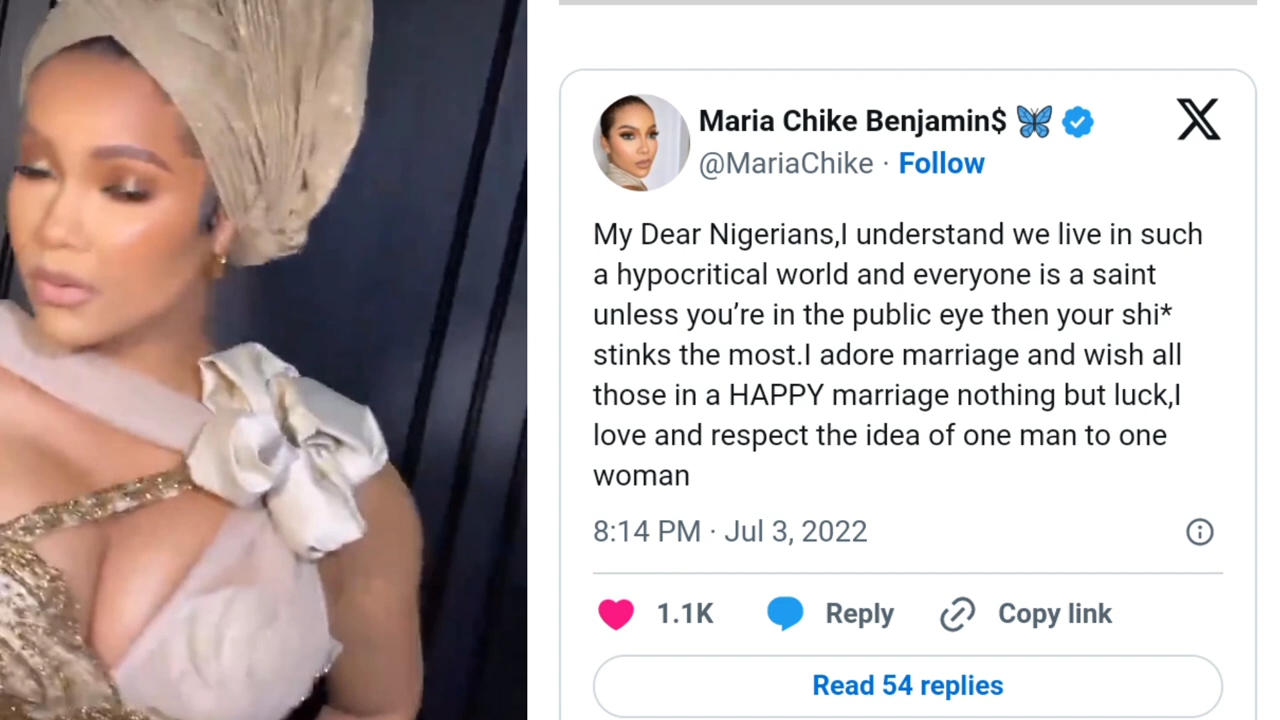 Maria Chike Benjamin$ 🦋
@MariaChike · Follow
My Dear Nigerians,I understand we live in such
a hypocritical world and everyone is a saint
unless you’re in the public eye then your shi*
stinks the most.I adore marriage and wish all
those in a HAPPY marriage nothing but luck,I
love and respect the idea of one man to one
woman
8:14 PM · Jul 3, 2022
1.1K Reply Copy link
Read 54 replies